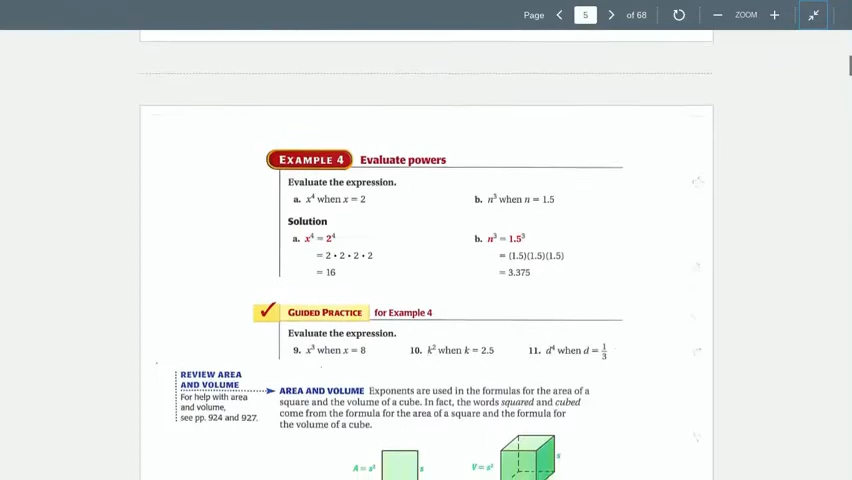 Page 5 of 68 ZOOM
EXAMPLE 4 Evaluate powers
Evaluate the expression.
a. x⁴ when x = 2 b. n³ when n = 1.5
Solution
a. x⁴ = 2⁴ b. n³ = 1.5³
= 2 • 2 • 2 • 2 = (1.5)(1.5)(1.5)
= 16 = 3.375
GUIDED PRACTICE for Example 4
Evaluate the expression.
9. x³ when x = 8 10. k² when k = 2.5 11. d⁴ when d = 1/3
REVIEW AREA
AND VOLUME
For help with area
and volume,
see pp. 924 and 927.
AREA AND VOLUME Exponents are used in the formulas for the area of a
square and the volume of a cube. In fact, the words squared and cubed
come from the formula for the area of a square and the formula for
the volume of a cube.
A = s² s V = s³ s